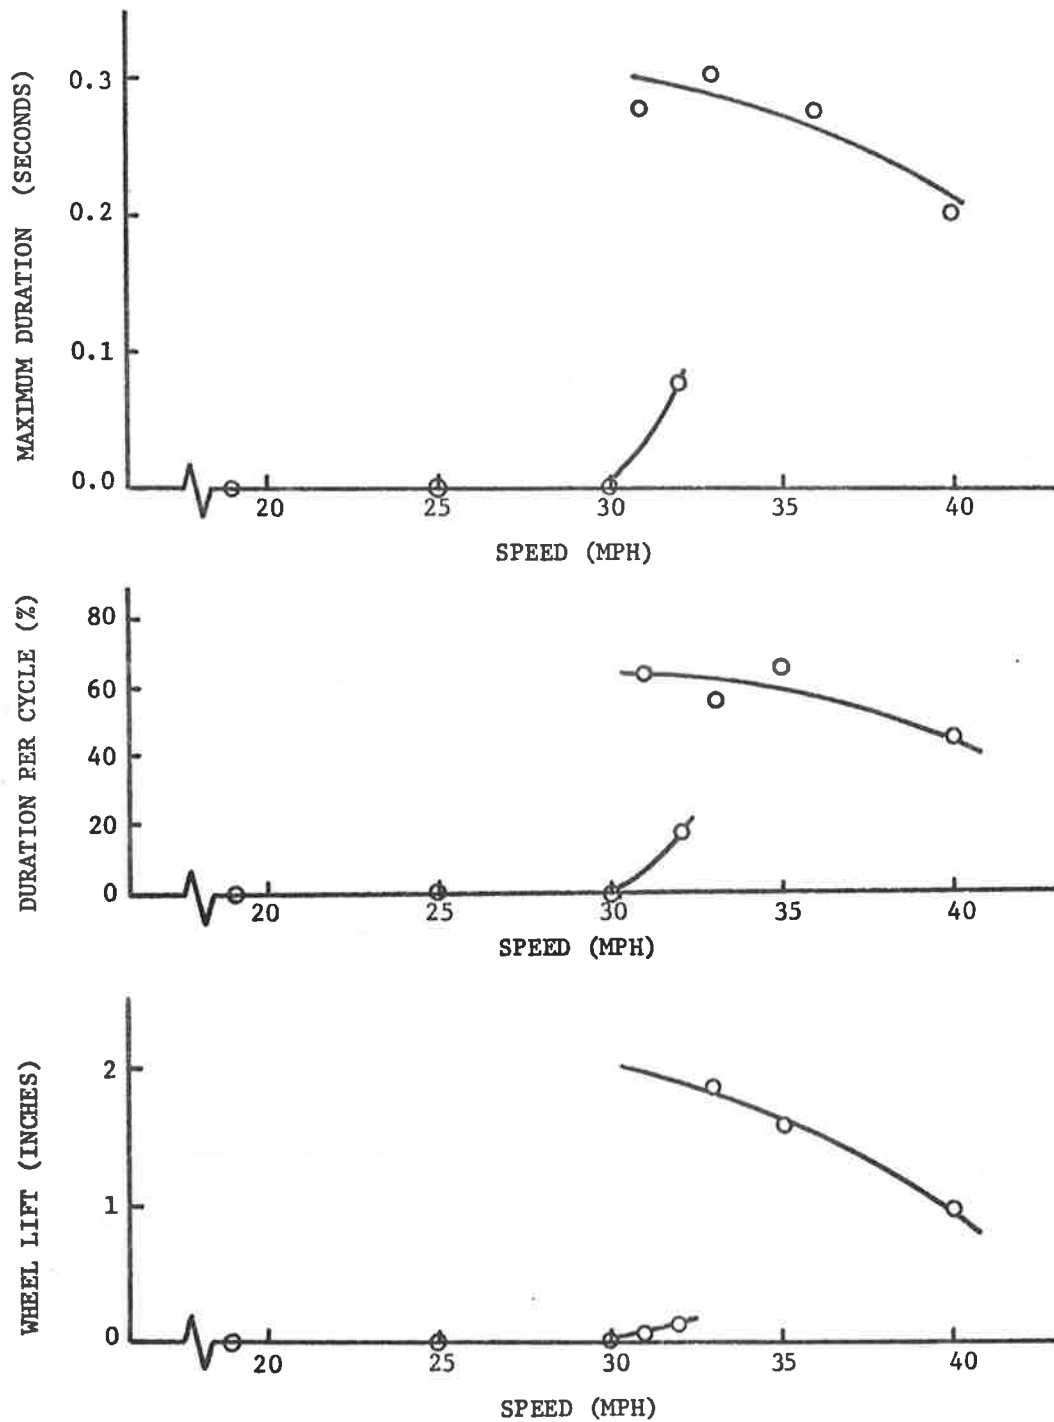 MAXIMUM DURATION (SECONDS)
0.3
0.2
0.1
0.0
20 25 30 35 40
SPEED (MPH)
DURATION PER CYCLE (%)
80
60
40
20
0
20 25 30 35 40
SPEED (MPH)
WHEEL LIFT (INCHES)
2
1
0
20 25 30 35 40
SPEED (MPH)